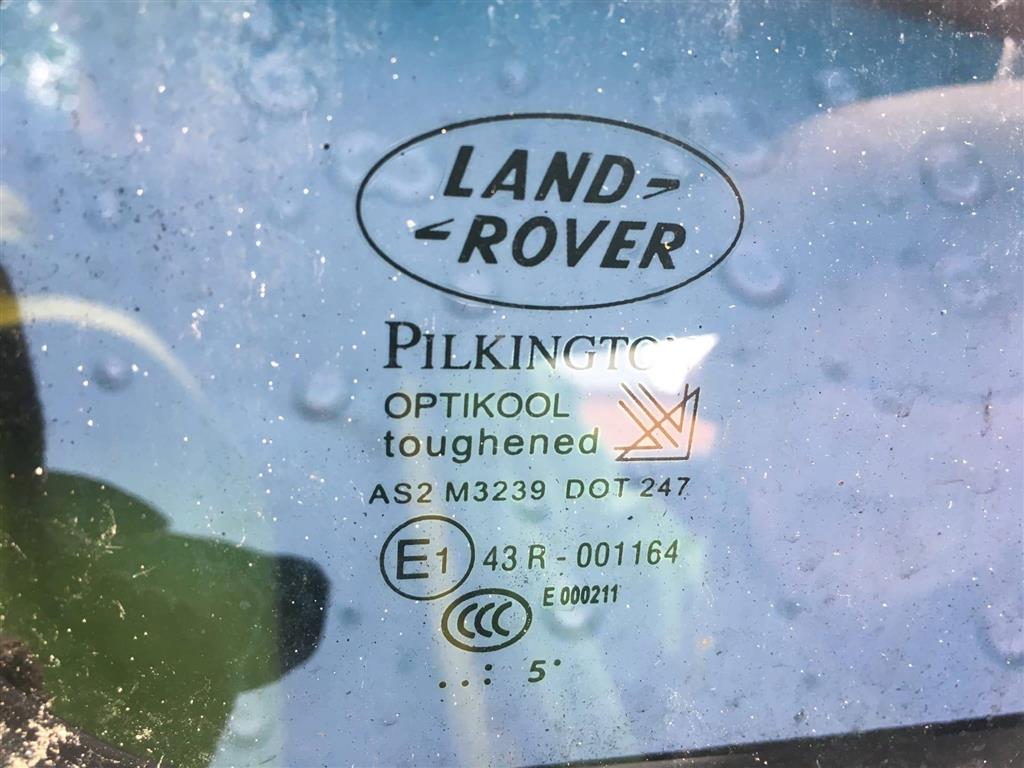 LAND
ROVER
PILKINGTON
OPTIKOOL
toughened
AS2 M3239 DOT 247
E1 43 R - 001164
E 000211
CCC
..: 5·